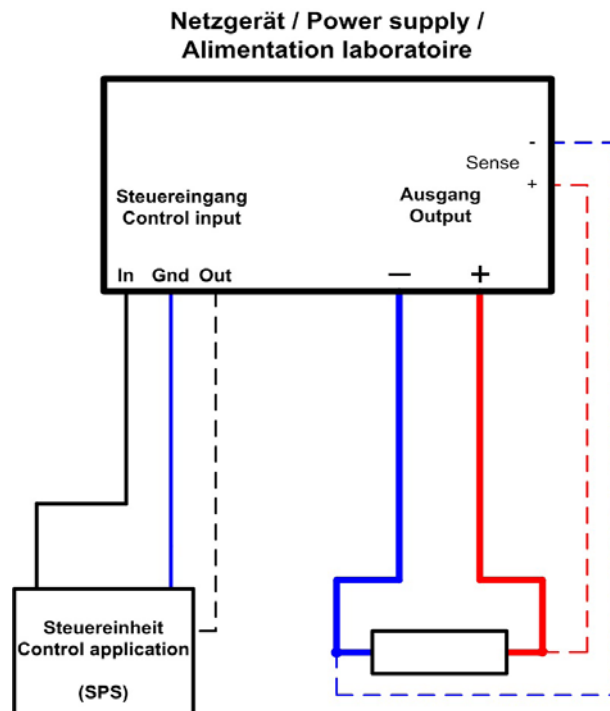 Netzgerät / Power supply /
Alimentation laboratoire
-
Sense
+
Steuereingang
Control input
Ausgang
Output
In Gnd Out
— +
Steuereinheit
Control application
(SPS)